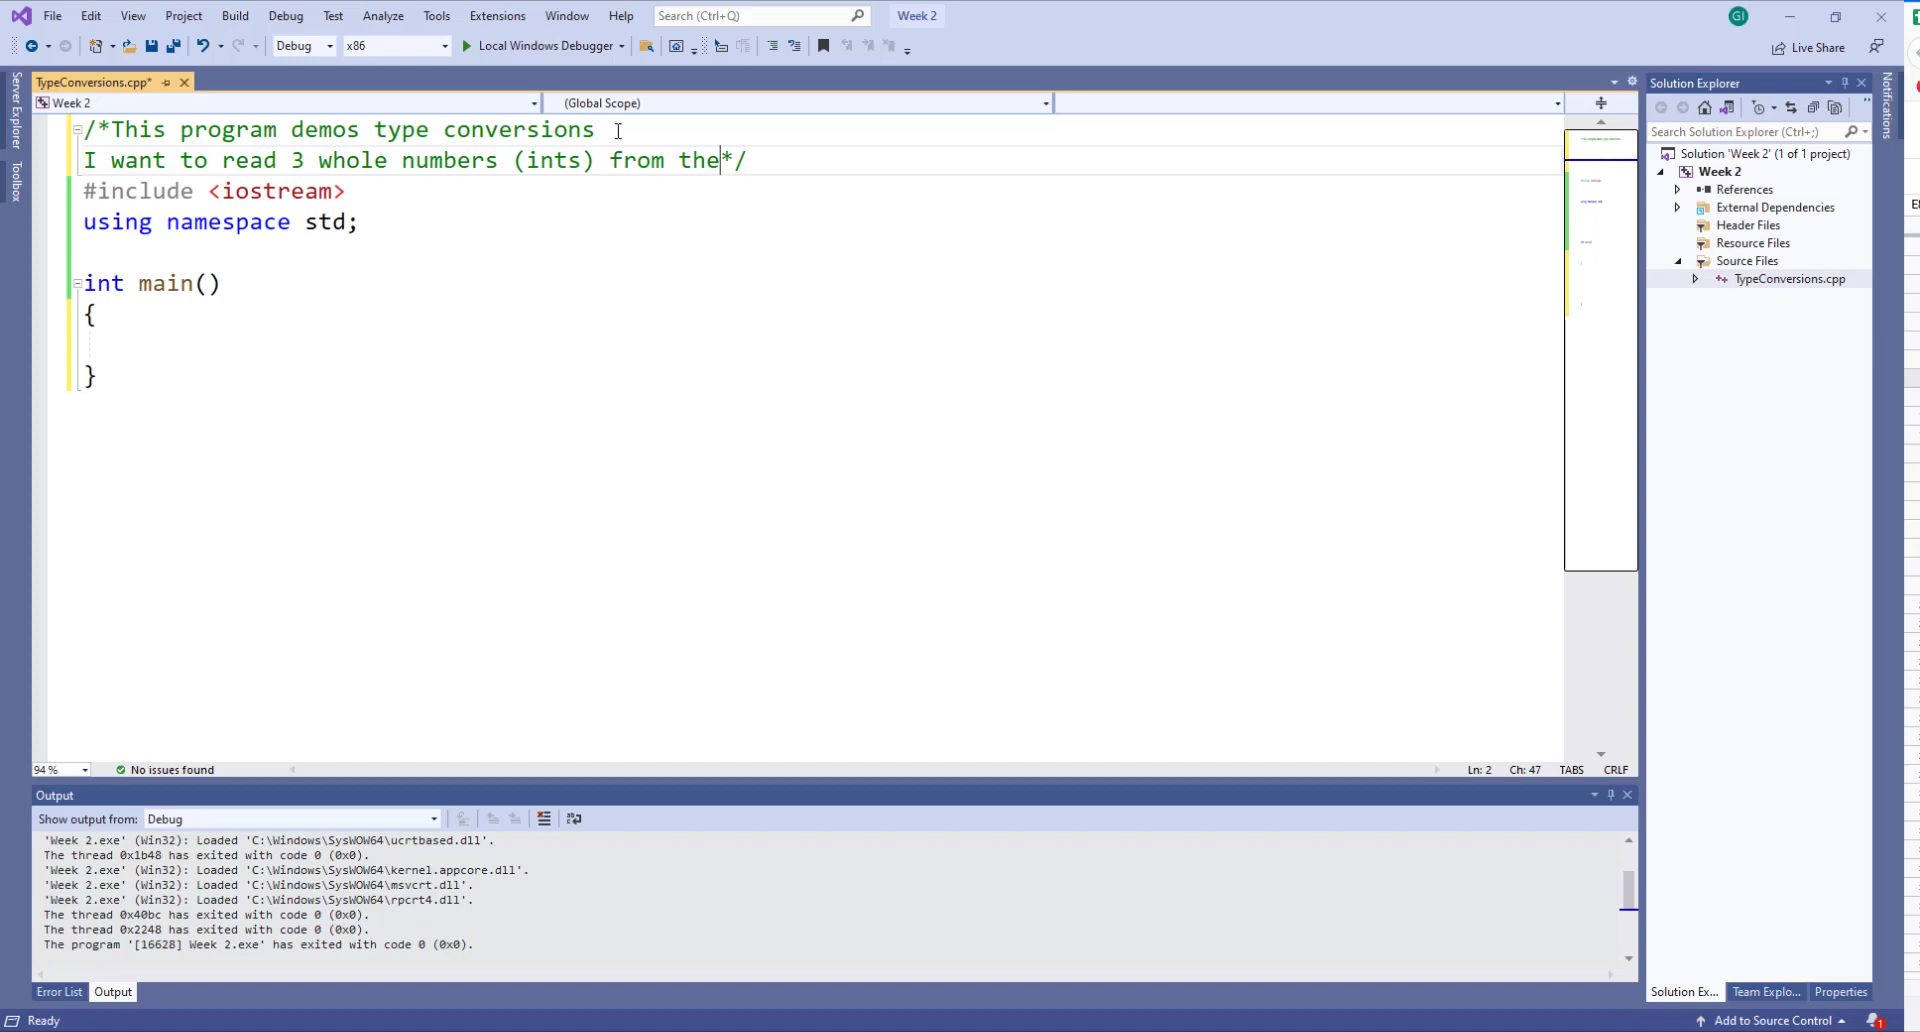 File Edit View Project Build Debug Test Analyze Tools Extensions Window Help Search (Ctrl+Q) Week 2 GI
Debug x86 Local Windows Debugger Live Share
TypeConversions.cpp*
Week 2 (Global Scope)
/*This program demos type conversions
I want to read 3 whole numbers (ints) from the*/
#include <iostream>
using namespace std;
int main()
{
}
94 % No issues found Ln: 2 Ch: 47 TABS CRLF
Output
Show output from: Debug
'Week 2.exe' (Win32): Loaded 'C:\Windows\SysWOW64\ucrtbased.dll'.
The thread 0x1b48 has exited with code 0 (0x0).
'Week 2.exe' (Win32): Loaded 'C:\Windows\SysWOW64\kernel.appcore.dll'.
'Week 2.exe' (Win32): Loaded 'C:\Windows\SysWOW64\msvcrt.dll'.
'Week 2.exe' (Win32): Loaded 'C:\Windows\SysWOW64\rpcrt4.dll'.
The thread 0x40bc has exited with code 0 (0x0).
The thread 0x2248 has exited with code 0 (0x0).
The program '[16628] Week 2.exe' has exited with code 0 (0x0).
Error List Output
Ready
Server Explorer
Toolbox
Solution Explorer
Search Solution Explorer (Ctrl+;)
Solution 'Week 2' (1 of 1 project)
Week 2
References
External Dependencies
Header Files
Resource Files
Source Files
TypeConversions.cpp
Solution Ex... Team Explo... Properties
Add to Source Control 1
Notifications